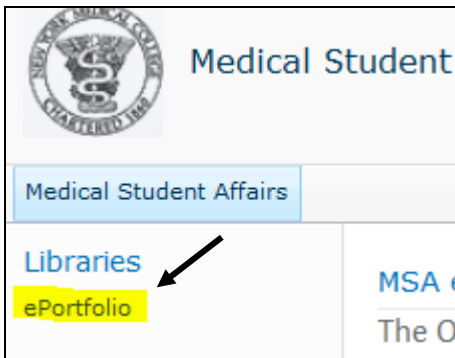 NEW YORK MEDICAL COLLEGE
CHARTERED 1860
Medical Student
Medical Student Affairs
Libraries
ePortfolio
MSA e
The O